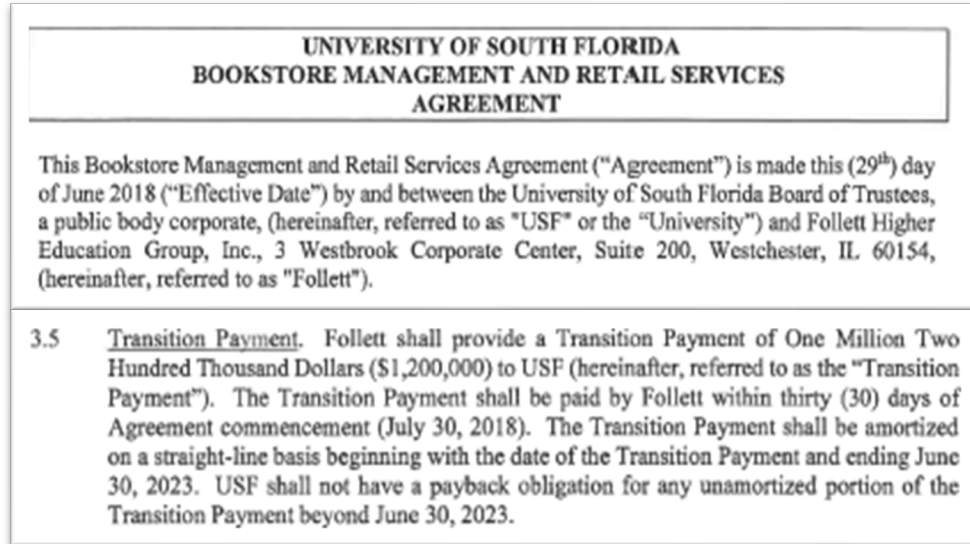 UNIVERSITY OF SOUTH FLORIDA
BOOKSTORE MANAGEMENT AND RETAIL SERVICES
AGREEMENT
This Bookstore Management and Retail Services Agreement (“Agreement”) is made this (29th) day
of June 2018 (“Effective Date”) by and between the University of South Florida Board of Trustees,
a public body corporate, (hereinafter, referred to as "USF" or the “University”) and Follett Higher
Education Group, Inc., 3 Westbrook Corporate Center, Suite 200, Westchester, IL 60154,
(hereinafter, referred to as "Follett").
3.5 Transition Payment. Follett shall provide a Transition Payment of One Million Two
Hundred Thousand Dollars ($1,200,000) to USF (hereinafter, referred to as the “Transition
Payment”). The Transition Payment shall be paid by Follett within thirty (30) days of
Agreement commencement (July 30, 2018). The Transition Payment shall be amortized
on a straight-line basis beginning with the date of the Transition Payment and ending June
30, 2023. USF shall not have a payback obligation for any unamortized portion of the
Transition Payment beyond June 30, 2023.